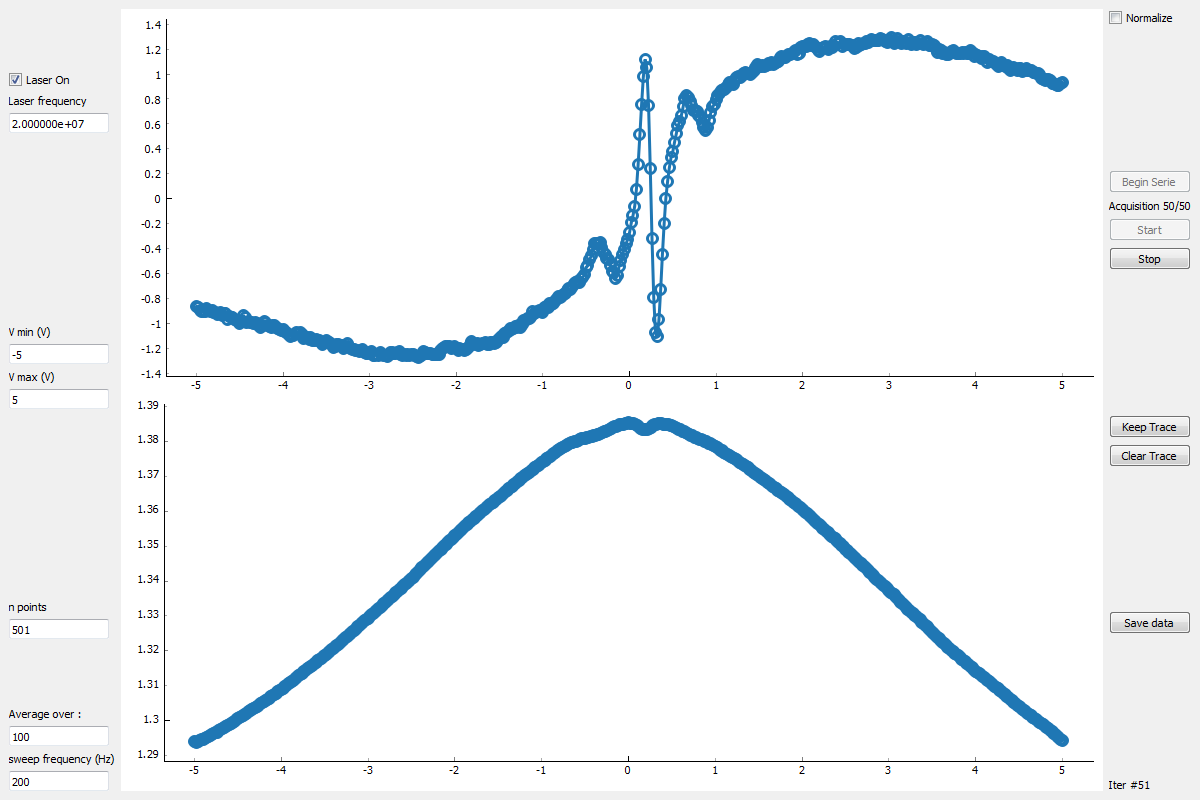 Laser On
Laser frequency
2.000000e+07
V min (V)
-5
V max (V)
5
n points
501
Average over :
100
sweep frequency (Hz)
200
1.4
1.2
1
0.8
0.6
0.4
0.2
0
-0.2
-0.4
-0.6
-0.8
-1
-1.2
-1.4
-5 -4 -3 -2 -1 0 1 2 3 4 5
1.39
1.38
1.37
1.36
1.35
1.34
1.33
1.32
1.31
1.3
1.29
-5 -4 -3 -2 -1 0 1 2 3 4 5
Normalize
Begin Serie
Acquisition 50/50
Start
Stop
Keep Trace
Clear Trace
Save data
Iter #51